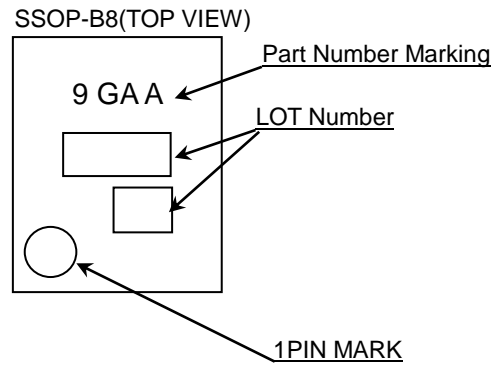 SSOP-B8(TOP VIEW)
Part Number Marking
9 GA A
LOT Number
1PIN MARK